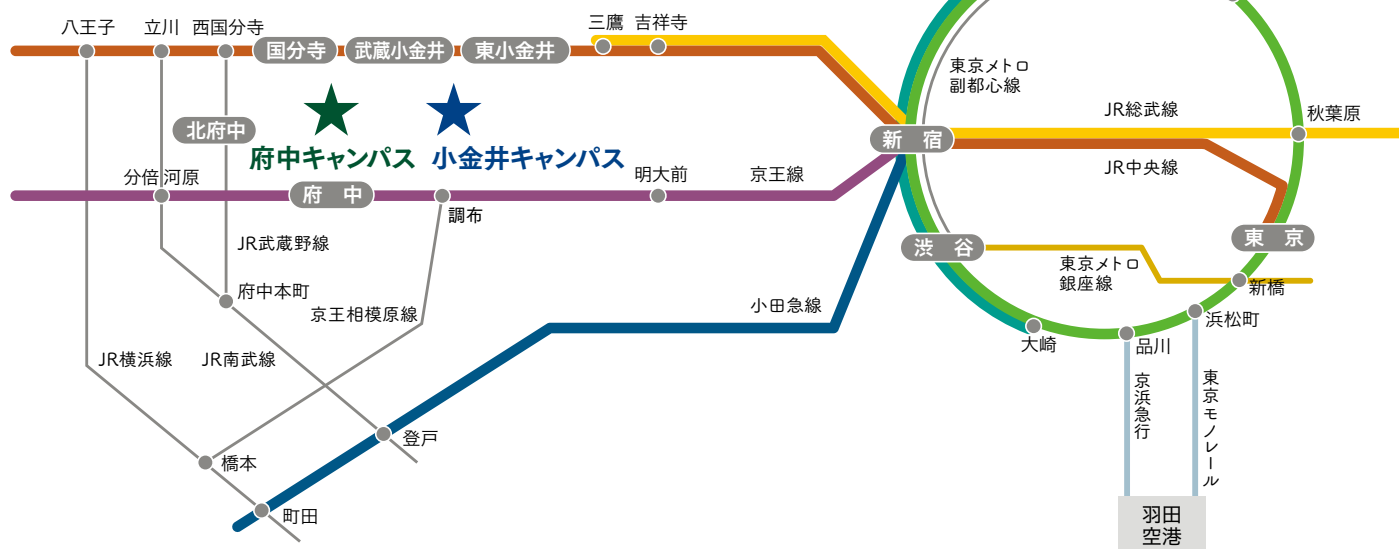 八王子
立川
西国分寺
国分寺
武蔵小金井
東小金井
三鷹
吉祥寺
東京メトロ
副都心線
JR総武線
秋葉原
北府中
府中キャンパス
小金井キャンパス
新 宿
JR中央線
分倍河原
府 中
明大前
京王線
調布
JR武蔵野線
渋谷
東 京
東京メトロ
銀座線
新橋
府中本町
京王相模原線
小田急線
浜松町
大崎
品川
JR横浜線
JR南武線
京浜急行
東京モノレール
登戸
橋本
町田
羽田
空港